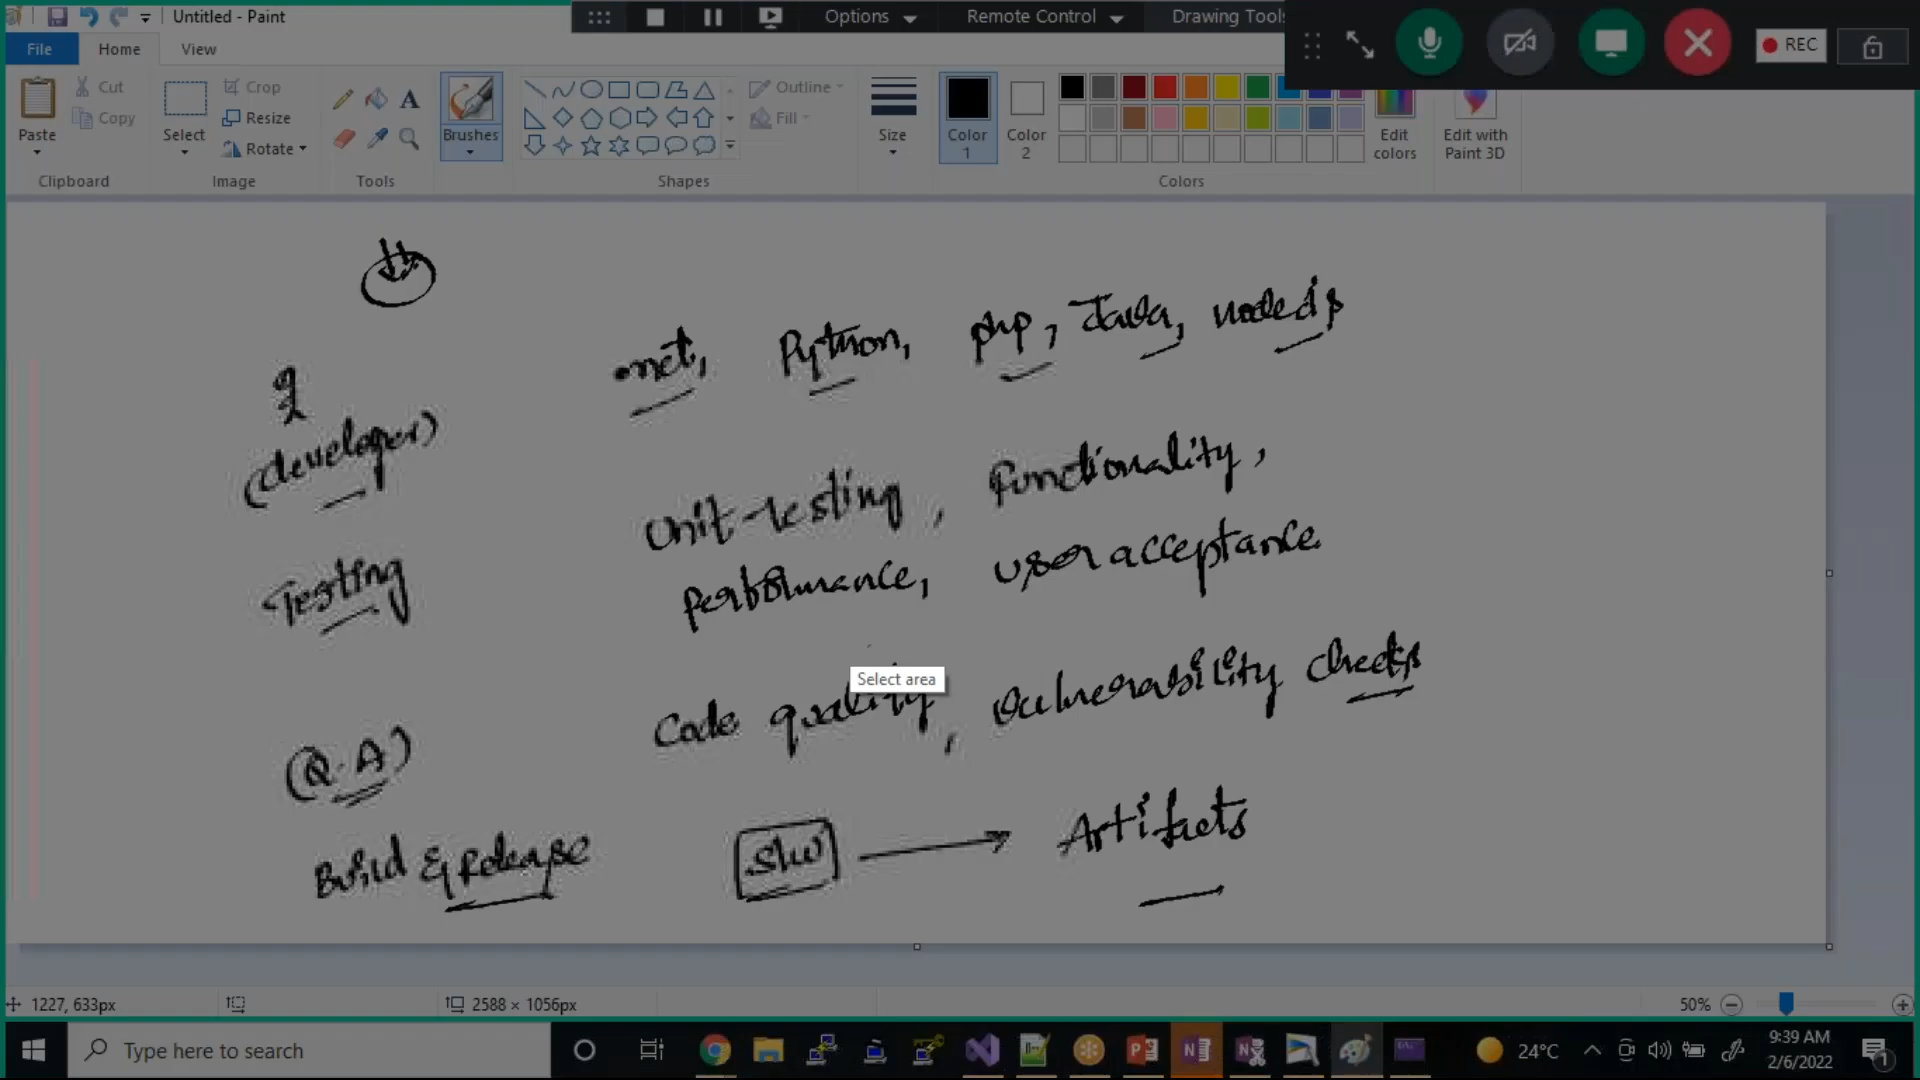 Untitled - Paint
Options
Remote Control
Drawing Tools
REC
File
Home
View
Paste
Cut
Copy
Clipboard
Select
Crop
Resize
Rotate
Image
Tools
Brushes
Shapes
Outline
Fill
Size
Color 1
Color 2
Colors
Edit colors
Edit with Paint 3D
.net, Python, php, Java, nodejs
(developer)
Unit-testing, Functionality,
Testing
performance, user acceptance
Select area
Code quality, Vulnerability checks
(Q.A)
Build & Release
S/W → Artifacts
1227, 633px
2588 × 1056px
50%
Type here to search
24°C
9:39 AM
2/6/2022
1